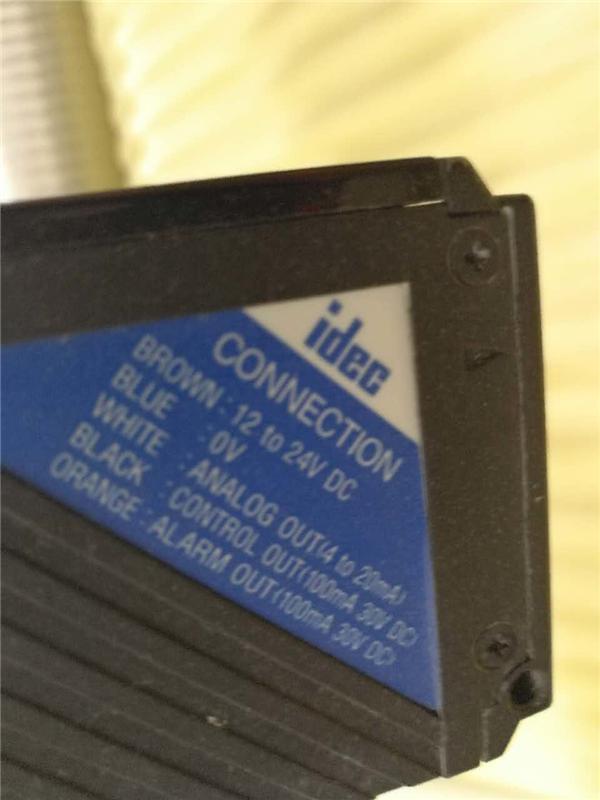 idec
CONNECTION
BROWN : 12 to 24V DC
BLUE : 0V
WHITE : ANALOG OUT(4 to 20mA)
BLACK : CONTROL OUT(100mA 30V DC)
ORANGE : ALARM OUT(100mA 30V DC)